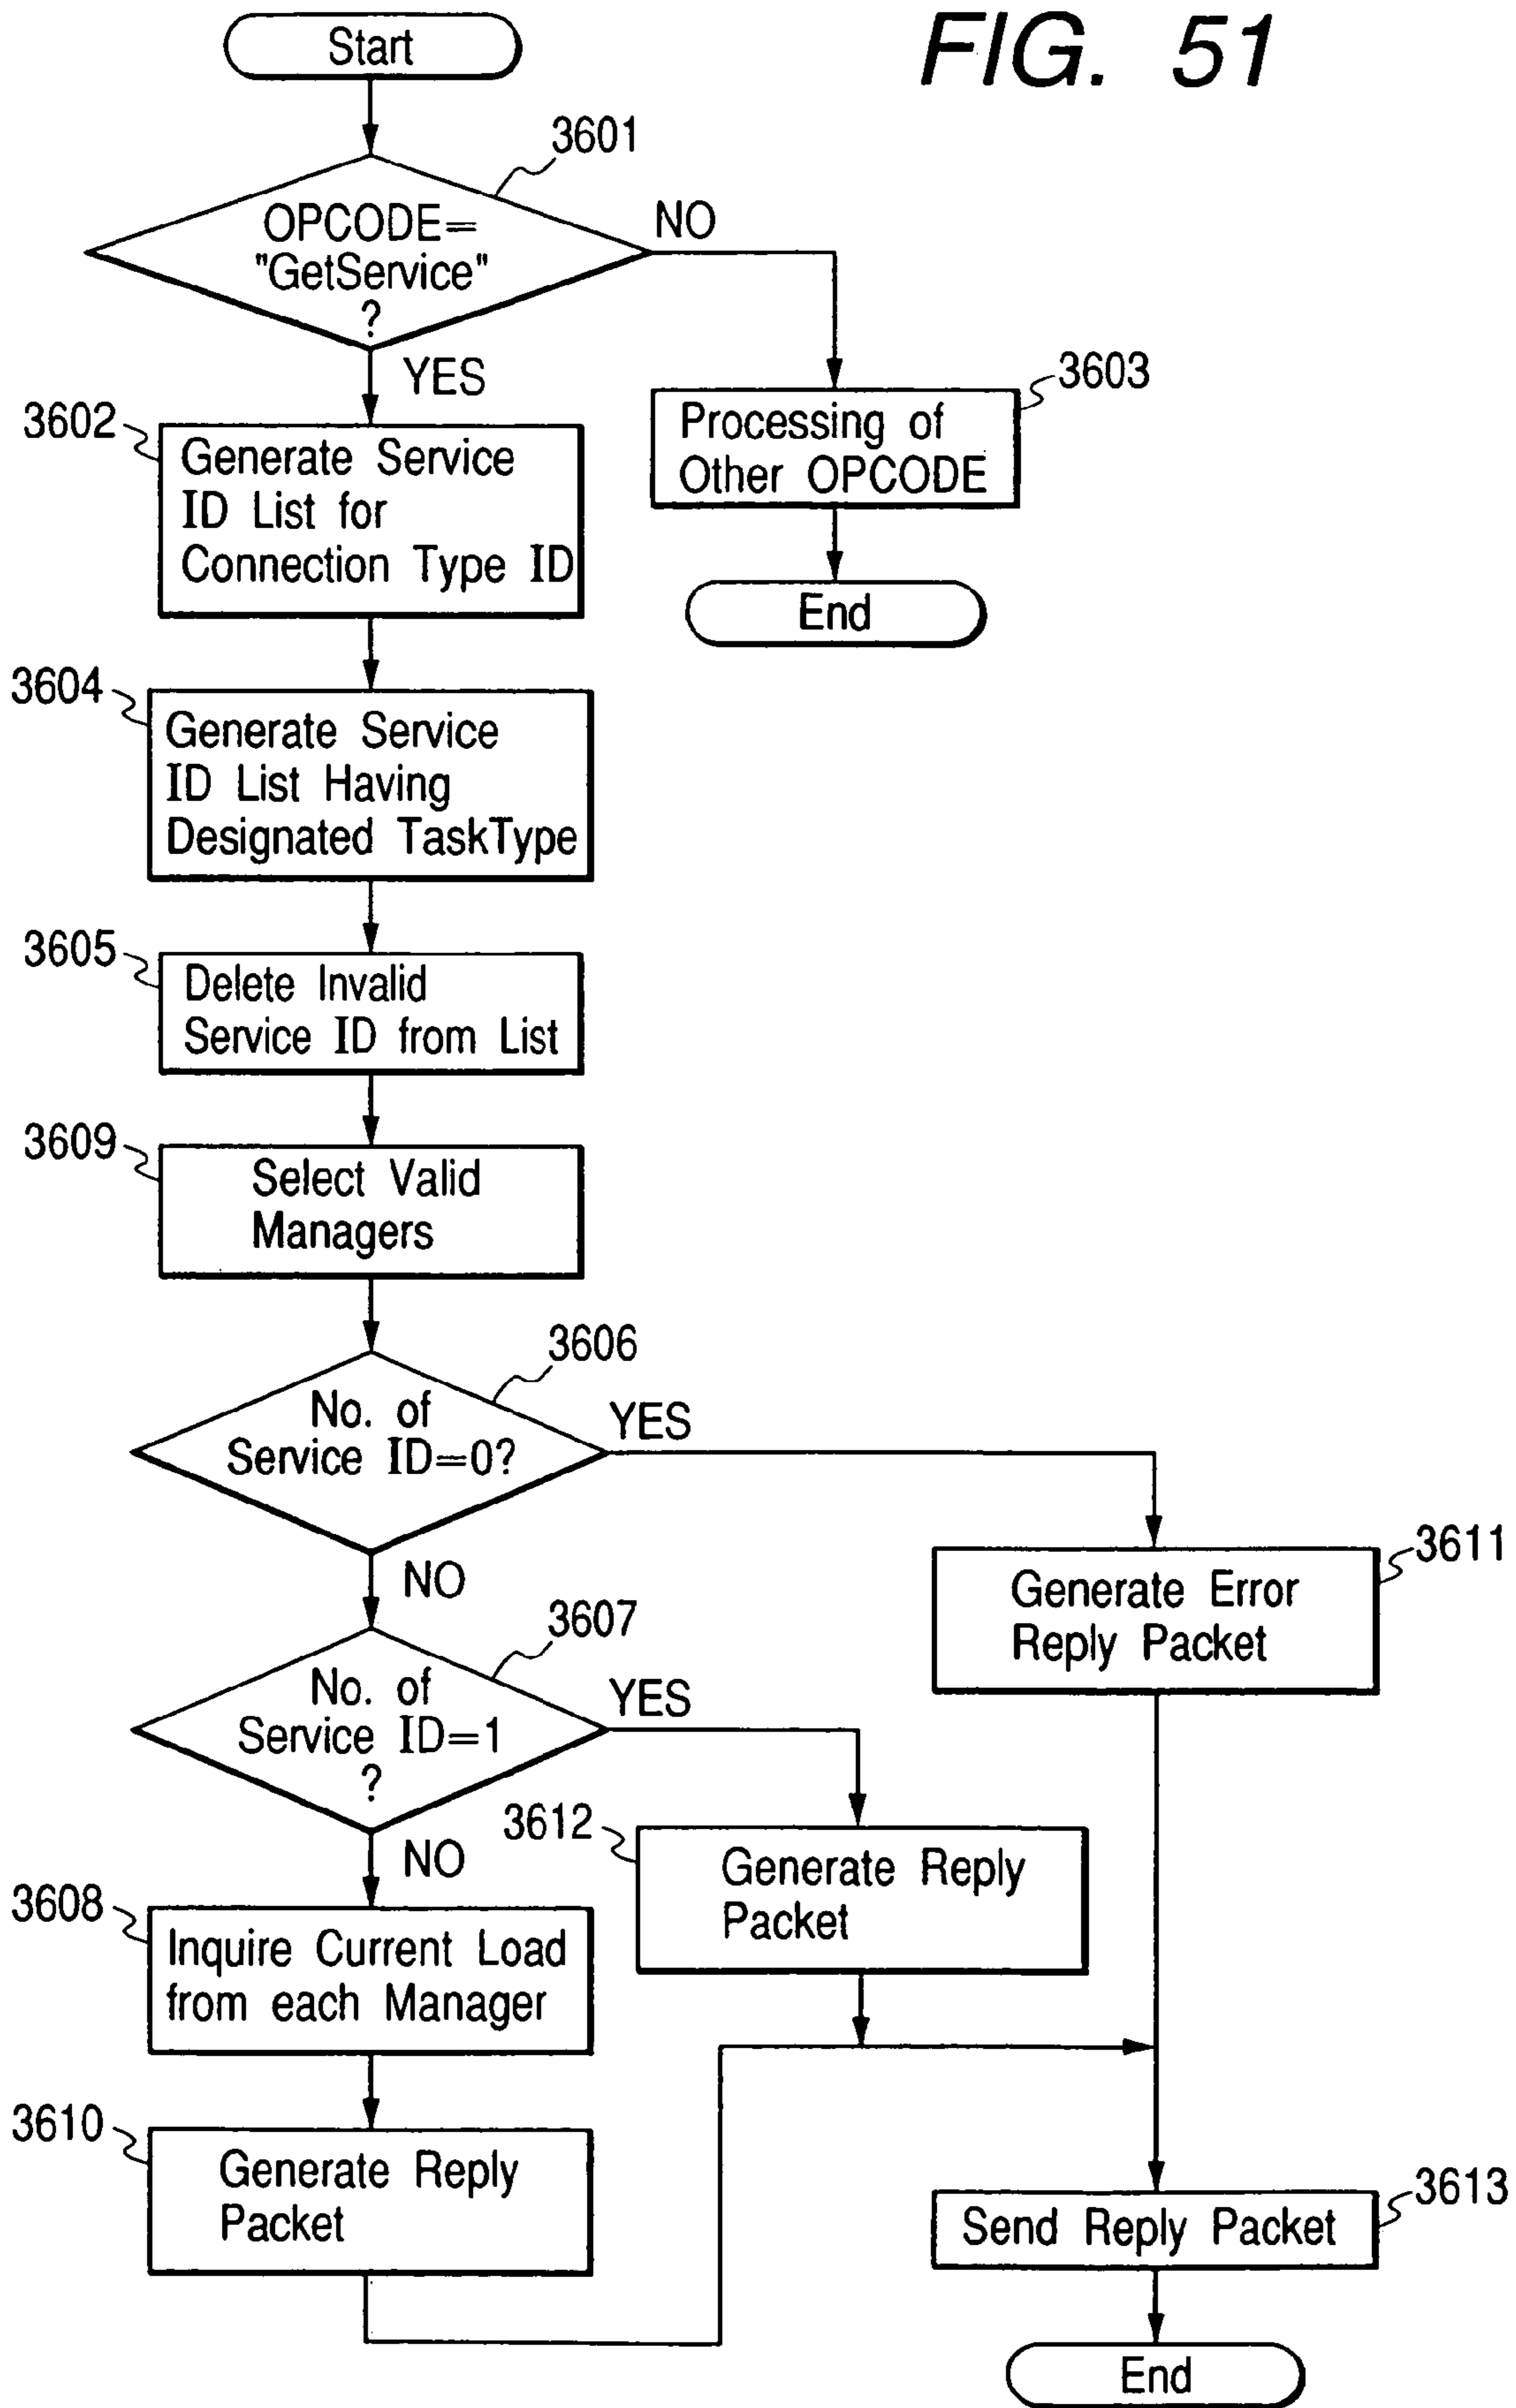 FIG. 51
Start
3601
OPCODE=
"GetService"
?
NO
YES
3602
Generate Service
ID List for
Connection Type ID
3603
Processing of
Other OPCODE
End
3604
Generate Service
ID List Having
Designated TaskType
3605
Delete Invalid
Service ID from List
3609
Select Valid
Managers
3606
No. of
Service ID=0?
YES
NO
3611
Generate Error
Reply Packet
3607
No. of
Service ID=1
?
YES
NO
3612
Generate Reply
Packet
3608
Inquire Current Load
from each Manager
3610
Generate Reply
Packet
3613
Send Reply Packet
End